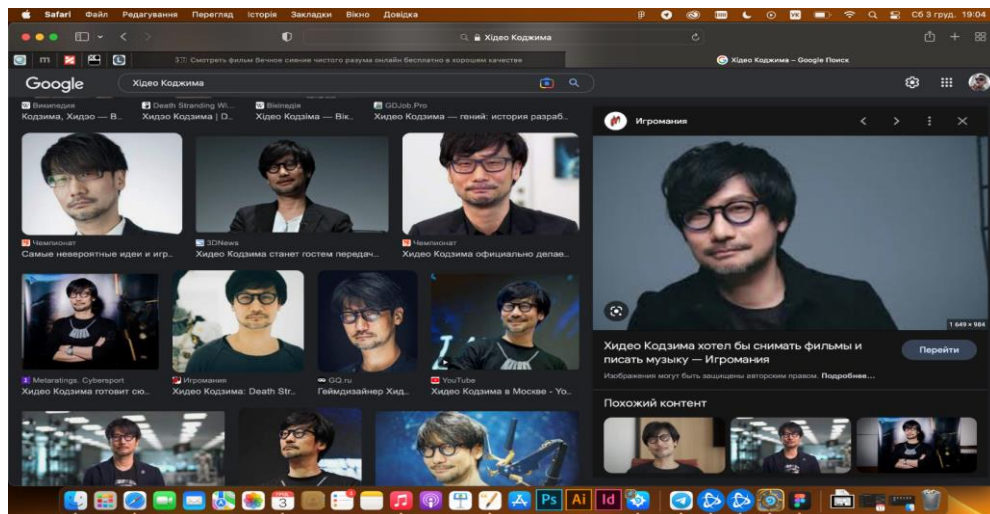 Safari Файл Редагування Перегляд Історія Закладки Вікно Довідка
VK
Сб 3 груд. 19:04
Хідео Коджима
m
Смотреть фильм Вечное сияние чистого разума онлайн бесплатно в хорошем качестве
Хідео Коджима – Google Поиск
Google
Хідео Коджима
Википедия
Кодзима, Хидэо — В..
Death Stranding Wi...
Хидэо Кодзима | D..
Вікіпедія
Хідео Кодзіма — Вік..
GDJob.Pro
Хидео Кодзима — гений: история разраб..
Игромания
Чемпионат
Самые невероятные идеи и игр..
3DNews
Хидео Кодзима станет гостем передач..
Чемпионат
Хидео Кодзима официально делае..
1 649 × 984
Хидео Кодзима хотел бы снимать фильмы и
писать музыку — Игромания
Перейти
Изображения могут быть защищены авторским правом. Подробнее...
Metaratings. Cybersport
Хидео Кодзима готовит сю..
Игромания
Хидео Кодзима: Death Str..
GQ.ru
Геймдизайнер Хид..
YouTube
Хидео Кодзима в Москве - Yo..
Похожий контент
3
Ps Ai Id